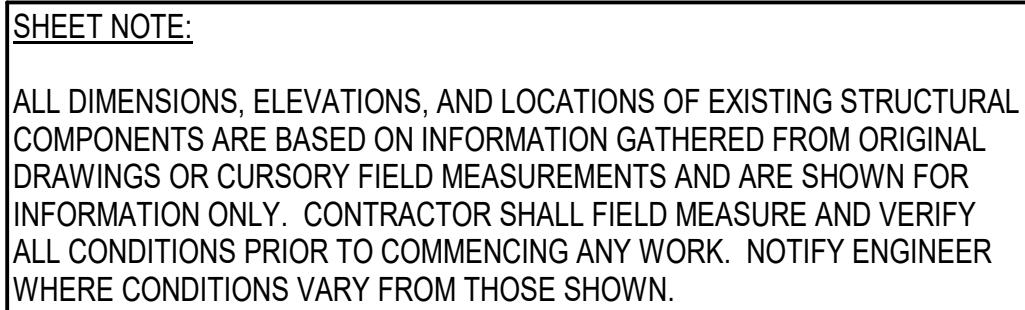 SHEET NOTE:
ALL DIMENSIONS, ELEVATIONS, AND LOCATIONS OF EXISTING STRUCTURAL
COMPONENTS ARE BASED ON INFORMATION GATHERED FROM ORIGINAL
DRAWINGS OR CURSORY FIELD MEASUREMENTS AND ARE SHOWN FOR
INFORMATION ONLY.  CONTRACTOR SHALL FIELD MEASURE AND VERIFY
ALL CONDITIONS PRIOR TO COMMENCING ANY WORK.  NOTIFY ENGINEER
WHERE CONDITIONS VARY FROM THOSE SHOWN.